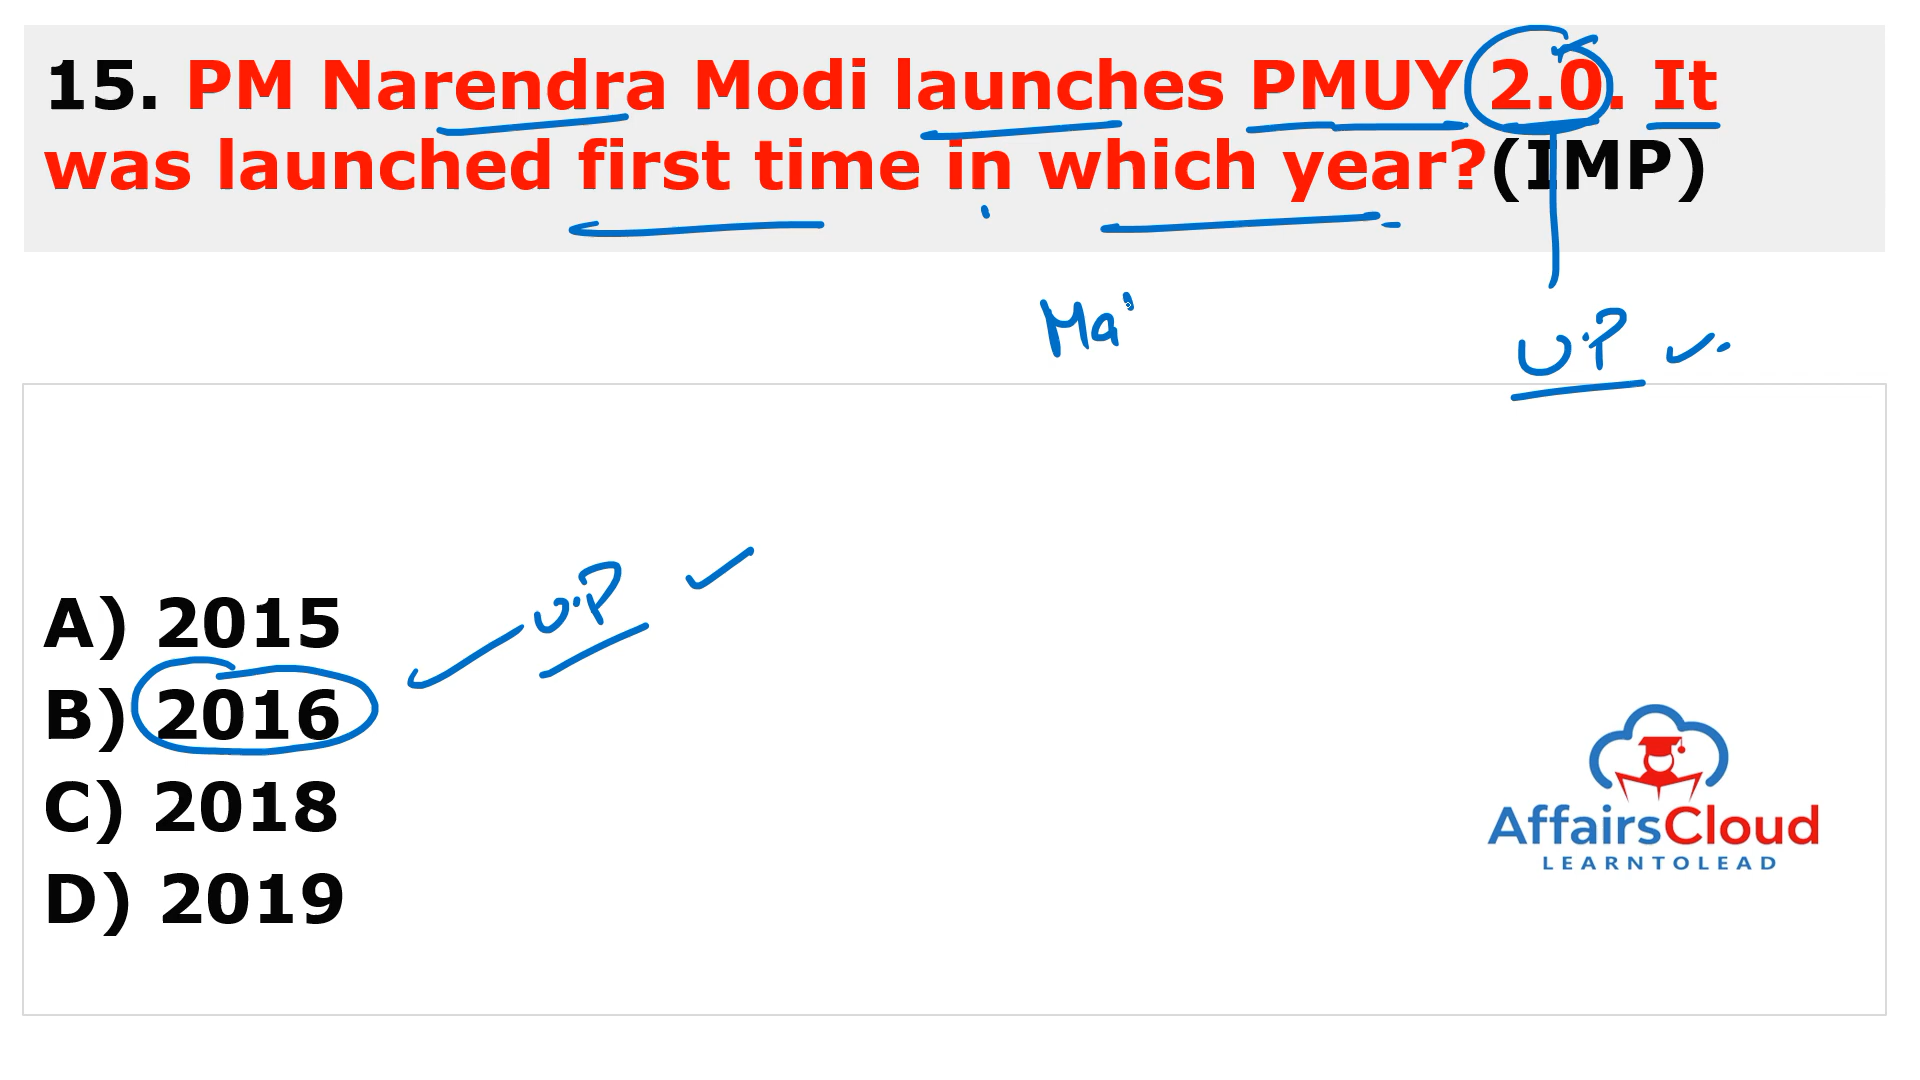 15. PM Narendra Modi launches PMUY 2.0. It
was launched first time in which year?(IMP)
Ma
U.P
U.P
A) 2015
B) 2016
C) 2018
D) 2019
AffairsCloud
LEARNTOLEAD